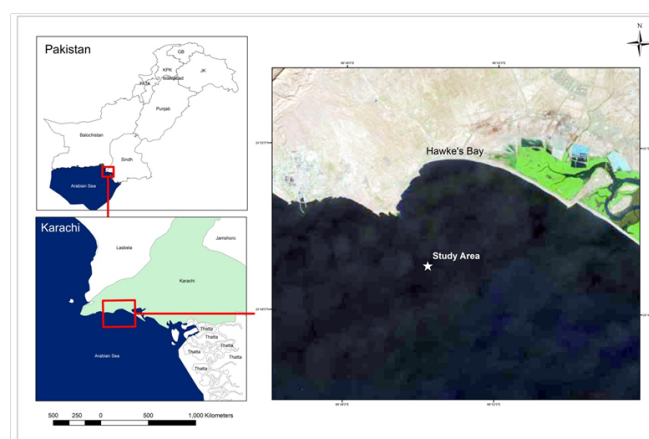 N
Pakistan
GB
KPK
JK
Islamabad
FATA
Punjab
Balochistan
Sindh
Arabian Sea
Hawke's Bay
Study Area
Karachi
Lasbela
Jamshoro
Karachi
Thatta
Thatta
Thatta
Thatta
Thatta
Arabian Sea
500 250 0 500 1,000 Kilometers